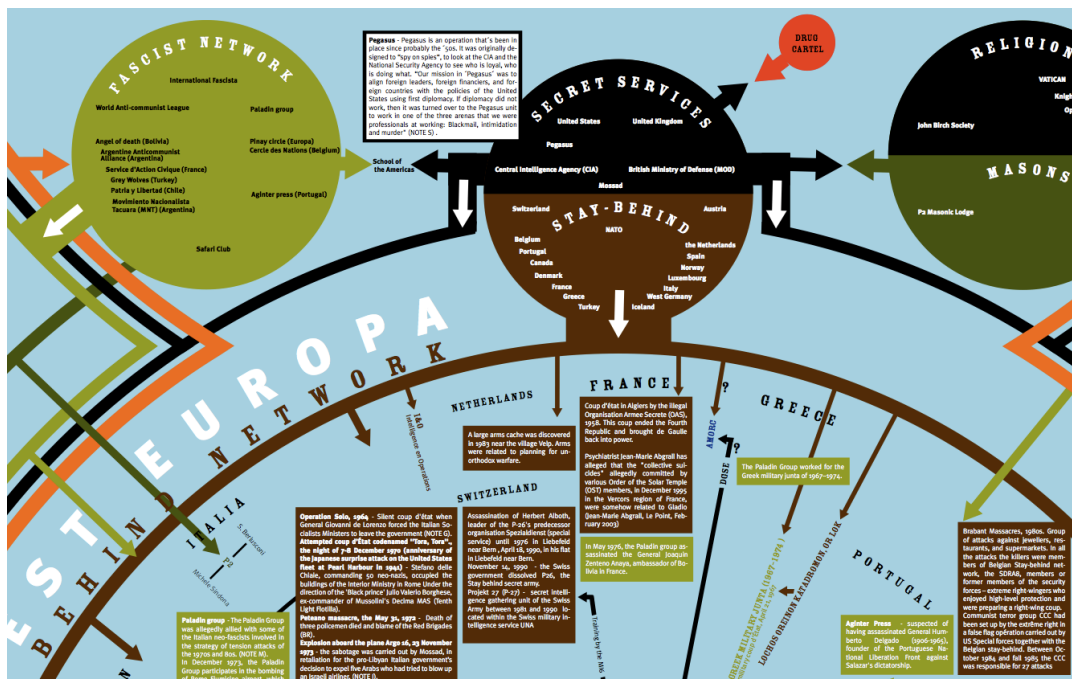 FASCIST NETWORK
International Fascista
World Anti-communist League
Paladin group
Angel of death (Bolivia)
Argentine Anticommunist
Alliance (Argentina)
Service d'Action Civique (France)
Grey Wolves (Turkey)
Patria y Libertad (Chile)
Movimiento Nacionalista
Tacuara (MNT) (Argentina)
Pinay circle (Europa)
Cercle des Nations (Belgium)
Aginter press (Portugal)
Safari Club
Pegasus - Pegasus is an operation that's been in
place since probably the '50s. It was originally de-
signed to "spy on spies", to look at the CIA and the
National Security Agency to see who is loyal, who
is doing what. "Our mission in 'Pegasus' was to
align foreign leaders, foreign financiers, and for-
eign countries with the policies of the United
States using first diplomacy. If diplomacy did not
work, then it was turned over to the Pegasus unit
to work in one of the three arenas that we were
professionals at working: Blackmail, intimidation
and murder" (NOTE S) .
School of
the Americas
DRUG
CARTEL
SECRET SERVICES
United States
United Kingdom
Pegasus
Central Intelligence Agency (CIA)
British Ministry of Defense (MOD)
Mossad
STAY-BEHIND
Switzerland
Austria
NATO
Belgium
Portugal
Canada
Denmark
France
Greece
Turkey
the Netherlands
Spain
Norway
Luxembourg
Italy
West Germany
Iceland
RELIGION
VATICAN
John Birch Society
MASONS
P2 Masonic Lodge
EST EUROPA
BEHIND NETWORK
I&O
Intelligence on Operations
NETHERLANDS
A large arms cache was discovered
in 1983 near the village Velp. Arms
were related to planning for un-
orthodox warfare.
FRANCE
Coup d'état in Algiers by the illegal
Organisation Armee Secrete (OAS),
1958. This coup ended the Fourth
Republic and brought de Gaulle
back into power.
Psychiatrist Jean-Marie Abgrall has
alleged that the "collective sui-
cides" allegedly committed by
various Order of the Solar Temple
(OST) members, in December 1995
in the Vercors region of France,
were somehow related to Gladio
(Jean-Marie Abgrall, Le Point, Feb-
ruary 2003)
In May 1976, the Paladin group as-
sassinated the General Joaquin
Zenteno Anaya, ambassador of Bo-
livia in France.
?
AMORC
?
DOSE
GREECE
The Paladin Group worked for the
Greek military junta of 1967–1974.
GREEK MILITARY JUNTA (1967-1974)
LOCHOS OREINON KATADROMON, OR LOK
PORTUGAL
Aginter Press - suspected of
having assassinated General Hum-
berto Delgado (1906-1965),
founder of the Portuguese Na-
tional Liberation Front against
Salazar's dictatorship.
Brabant Massacres, 1980s. Group
of attacks against jewellers, res-
taurants, and supermarkets. In all
the attacks the killers were mem-
bers of Belgian Stay-behind net-
work, the SDRA8, members or
former members of the security
forces – extreme right-wingers who
enjoyed high-level protection and
were preparing a right-wing coup.
Communist terror group CCC had
been set up by the extrême right in
a false flag opération carried out by
US Special forces together with the
Belgian stay-behind. Between Oc-
tober 1984 and fall 1985 the CCC
was responsible for 27 attacks
SWITZERLAND
Assassination of Herbert Alboth,
leader of the P-26's predecessor
organisation Spezialdienst (special
service) until 1976 in Liebefeld
near Bern , April 18, 1990, in his flat
in Liebefeld near Bern.
November 14, 1990 - the Swiss
government dissolved P26, the
Stay behind secret army.
Projekt 27 (P-27) - secret intelli-
gence gathering unit of the Swiss
Army between 1981 and 1990 lo-
cated within the Swiss military in-
telligence service UNA
Training by the MI6
ITALIA
S. Berlusconi
P2
Michele Sindona
Operation Solo, 1964 - Silent coup d'état when
General Giovanni de Lorenzo forced the Italian So-
cialists Ministers to leave the government (NOTE G).
Attempted coup d'État codenamed "Tora, Tora",,
the night of 7-8 December 1970 (anniversary of
the Japanese surprise attack on the United States
fleet at Pearl Harbour in 1941) - Stefano delle
Chiaie, commanding 50 neo-nazis, occupied the
buildings of the Interior Ministry in Rome Under the
direction of the 'Black prince' Julio Valerio Borghese,
ex-commander of Mussolini's Decima MAS (Tenth
Light Flotilla).
Peteano massacre, the May 31, 1972 - Death of
three policemen died and blame of the Red Brigades
(BR).
Explosion aboard the plane Argo 16, 23 November
1973 - the sabotage was carried out by Mossad, in
retaliation for the pro-Libyan Italian government's
decision to expel five Arabs who had tried to blow up
an Israeli airliner. (NOTE I).
Paladin group - The Paladin Group
was allegedly allied with some of
the Italian neo-fascists involved in
the strategy of tension attacks of
the 1970s and 80s. (NOTE M).
In December 1973, the Paladin
Group participates in the bombing